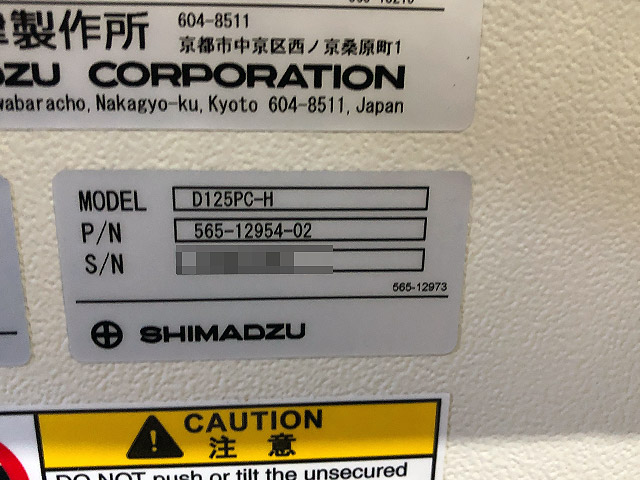 製作所
604-8511
京都市中京区西ノ京桑原町1
DZU CORPORATION
wabaracho, Nakagyo-ku, Kyoto 604-8511, Japan
MODEL D125PC-H
P/N 565-12954-02
S/N
565-12973
SHIMADZU
CAUTION
注意
DO NOT push or tilt the unsecured